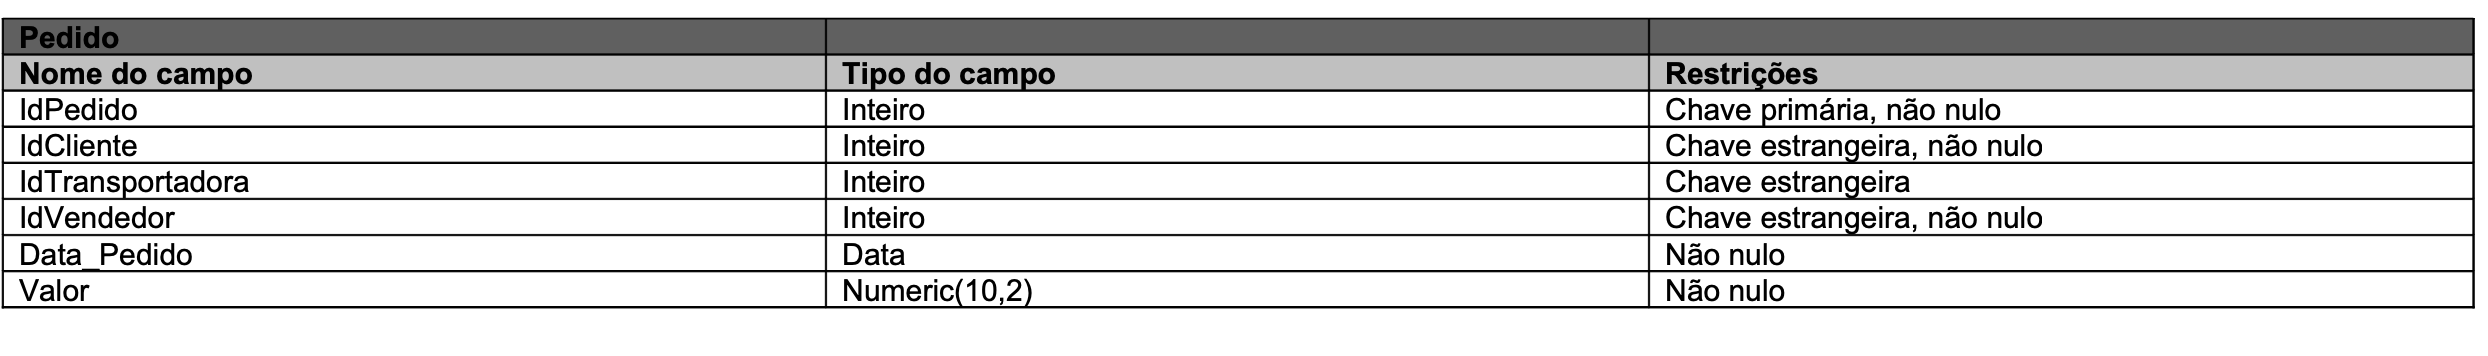 Pedido
Nome do campo Tipo do campo Restrições
IdPedido Inteiro Chave primária, não nulo
IdCliente Inteiro Chave estrangeira, não nulo
IdTransportadora Inteiro Chave estrangeira
IdVendedor Inteiro Chave estrangeira, não nulo
Data_Pedido Data Não nulo
Valor Numeric(10,2) Não nulo